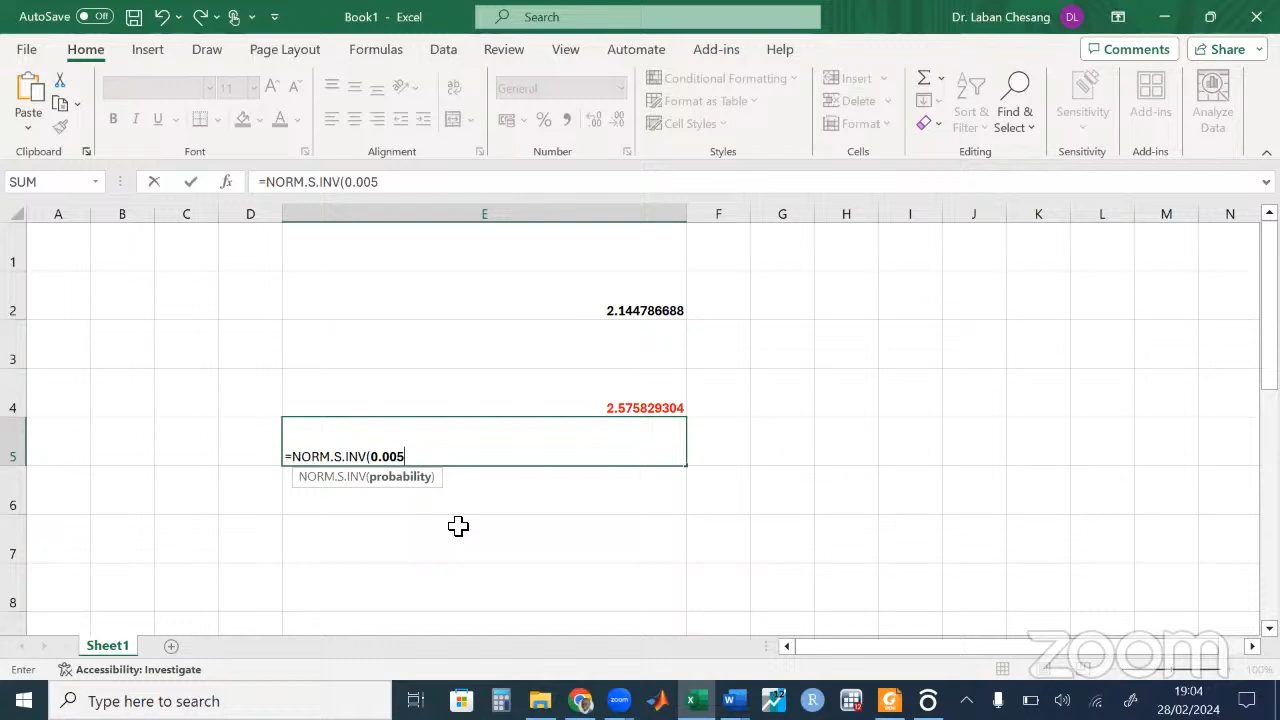 AutoSave Off Book1 - Excel Search Dr. Laban Chesang DL
File Home Insert Draw Page Layout Formulas Data Review View Automate Add-ins Help Comments Share
Paste General Conditional Formatting Insert Sort & Find & Sensitivity Add-ins Analyze
B I U A Format as Table Delete Filter Select Data
Cell Styles Format
Clipboard Font Alignment Number Styles Cells Editing Sensitivity Add-ins
SUM fx =NORM.S.INV(0.005
A B C D E F G H I J K L M N
1
2 2.144786688
3
4 2.575829304
5 =NORM.S.INV(0.005
NORM.S.INV(probability)
6
7
8
Sheet1
zoom
Enter Accessibility: Investigate 100%
Type here to search zoom 12 W R 19:04
28/02/2024